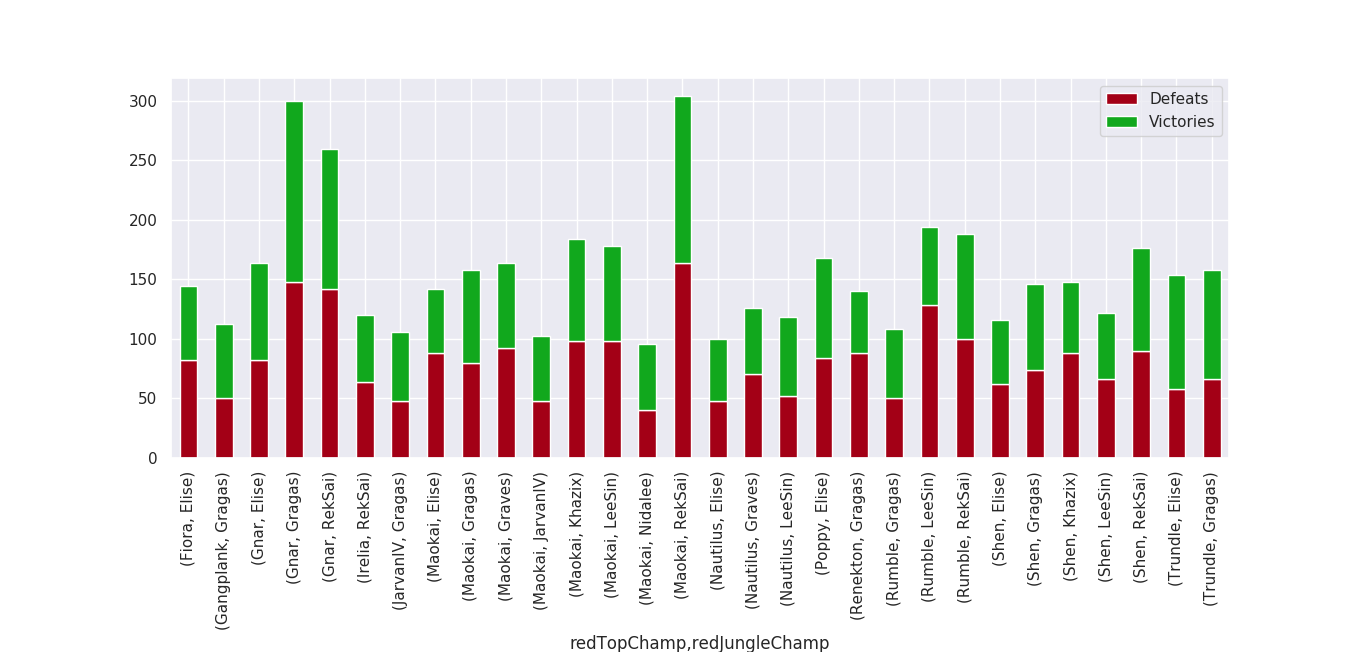 300
250
200
150
100
50
0
Defeats
Victories
(Fiora, Elise)
(Gangplank, Gragas)
(Gnar, Elise)
(Gnar, Gragas)
(Gnar, RekSai)
(Irelia, RekSai)
(JarvanIV, Gragas)
(Maokai, Elise)
(Maokai, Gragas)
(Maokai, Graves)
(Maokai, JarvanIV)
(Maokai, Khazix)
(Maokai, LeeSin)
(Maokai, Nidalee)
(Maokai, RekSai)
(Nautilus, Elise)
(Nautilus, Graves)
(Nautilus, LeeSin)
(Poppy, Elise)
(Renekton, Gragas)
(Rumble, Gragas)
(Rumble, LeeSin)
(Rumble, RekSai)
(Shen, Elise)
(Shen, Gragas)
(Shen, Khazix)
(Shen, LeeSin)
(Shen, RekSai)
(Trundle, Elise)
(Trundle, Gragas)
redTopChamp,redJungleChamp